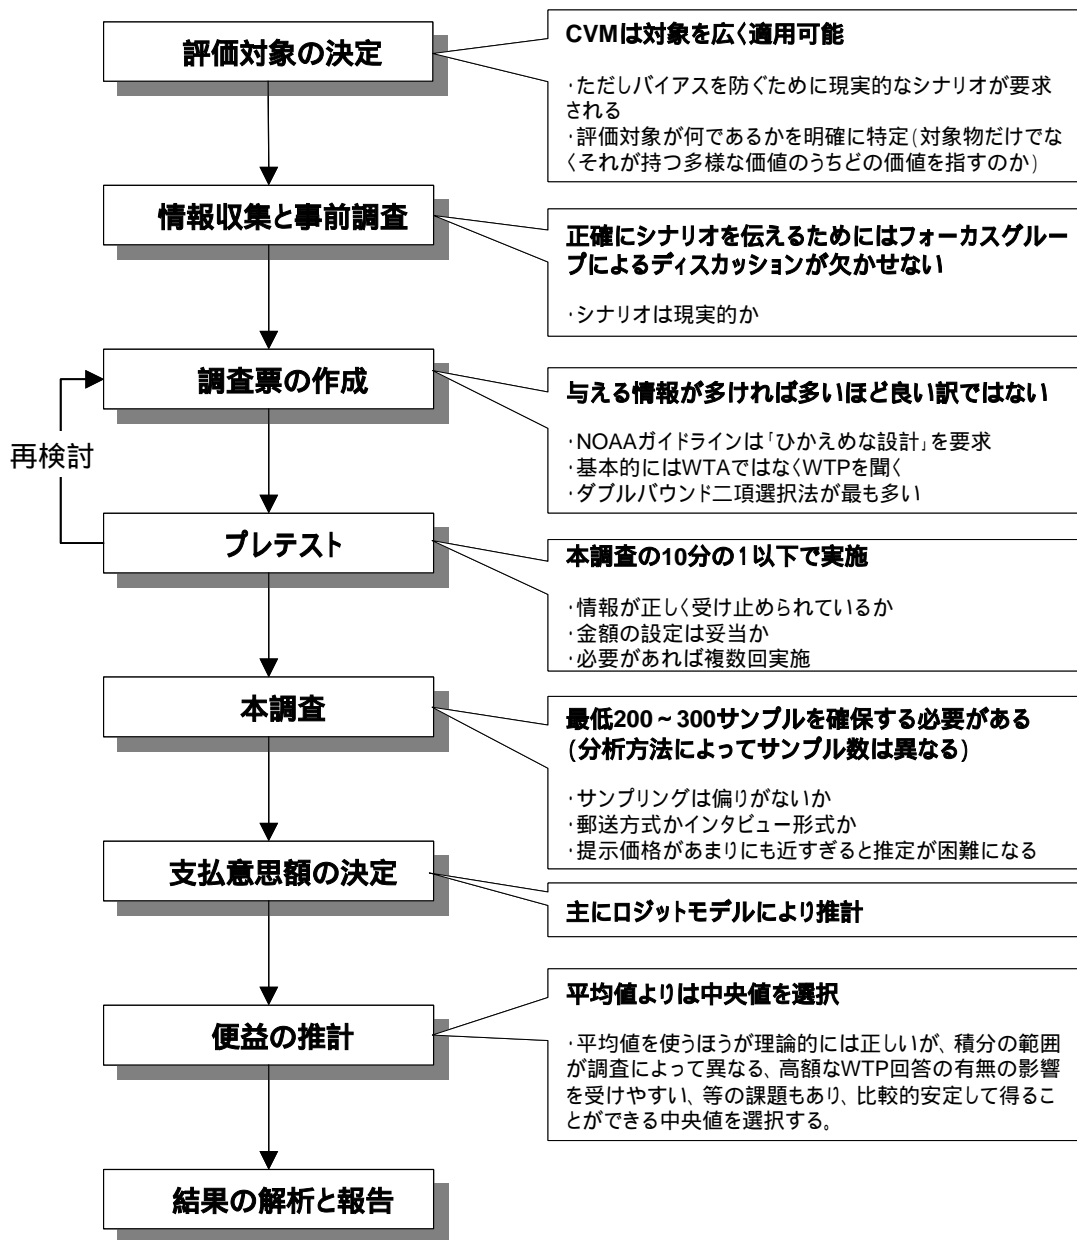 評価対象の決定
CVMは対象を広く適用可能
・ただしバイアスを防ぐために現実的なシナリオが要求
される
・評価対象が何であるかを明確に特定(対象物だけでな
くそれが持つ多様な価値のうちどの価値を指すのか)
情報収集と事前調査
正確にシナリオを伝えるためにはフォーカスグルー
プによるディスカッションが欠かせない
・シナリオは現実的か
調査票の作成
与える情報が多ければ多いほど良い訳ではない
・NOAAガイドラインは「ひかえめな設計」を要求
・基本的にはWTAではなくWTPを聞く
・ダブルバウンド二項選択法が最も多い
再検討
プレテスト
本調査の10分の1以下で実施
・情報が正しく受け止められているか
・金額の設定は妥当か
・必要があれば複数回実施
本調査
最低200~300サンプルを確保する必要がある
(分析方法によってサンプル数は異なる)
・サンプリングは偏りがないか
・郵送方式かインタビュー形式か
・提示価格があまりにも近すぎると推定が困難になる
支払意思額の決定
主にロジットモデルにより推計
便益の推計
平均値よりは中央値を選択
・平均値を使うほうが理論的には正しいが、積分の範囲
が調査によって異なる、高額なWTP回答の有無の影響
を受けやすい、等の課題もあり、比較的安定して得るこ
とができる中央値を選択する。
結果の解析と報告